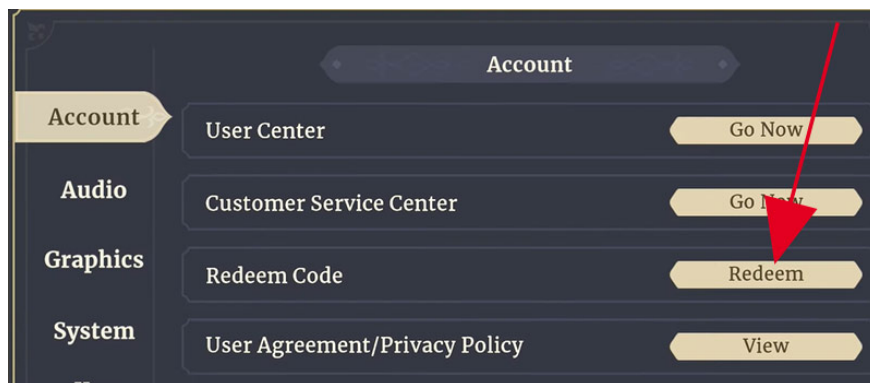 Account
Account
User Center
Go Now
Audio
Customer Service Center
Go Now
Graphics
Redeem Code
Redeem
System
User Agreement/Privacy Policy
View